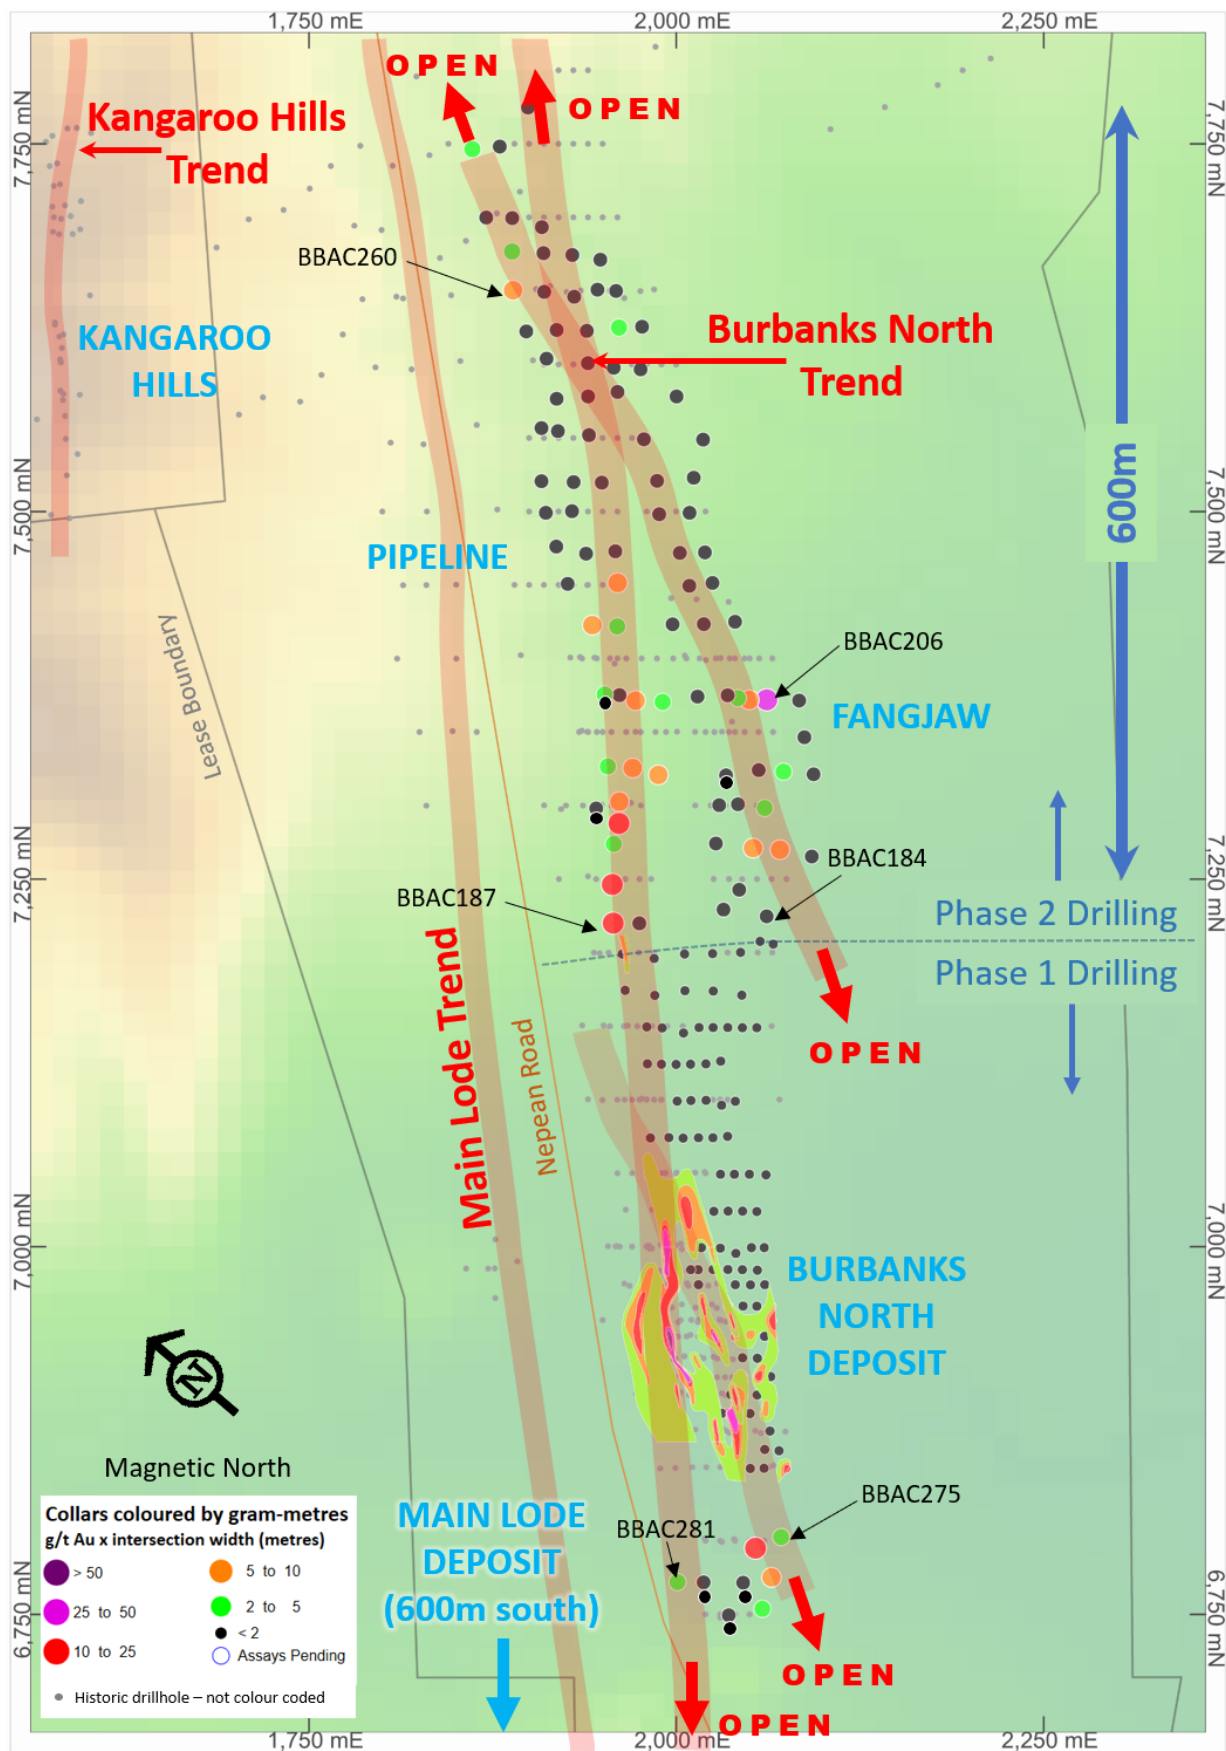 1,750 mE
2,000 mE
2,250 mE
OPEN
OPEN
7,750 mN
7,750 mN
Kangaroo Hills
Trend
BBAC260
KANGAROO
HILLS
Burbanks North
Trend
600m
7,500 mN
7,500 mN
PIPELINE
Lease Boundary
BBAC206
FANGJAW
BBAC184
BBAC187
7,250 mN
7,250 mN
Phase 2 Drilling
Phase 1 Drilling
Main Lode Trend
Nepean Road
OPEN
7,000 mN
7,000 mN
BURBANKS
NORTH
DEPOSIT
N
Magnetic North
BBAC275
BBAC281
MAIN LODE
DEPOSIT
(600m south)
6,750 mN
6,750 mN
Collars coloured by gram-metres
g/t Au x intersection width (metres)
> 50
25 to 50
10 to 25
5 to 10
2 to 5
< 2
Assays Pending
Historic drillhole – not colour coded
OPEN
OPEN
1,750 mE
2,000 mE
2,250 mE